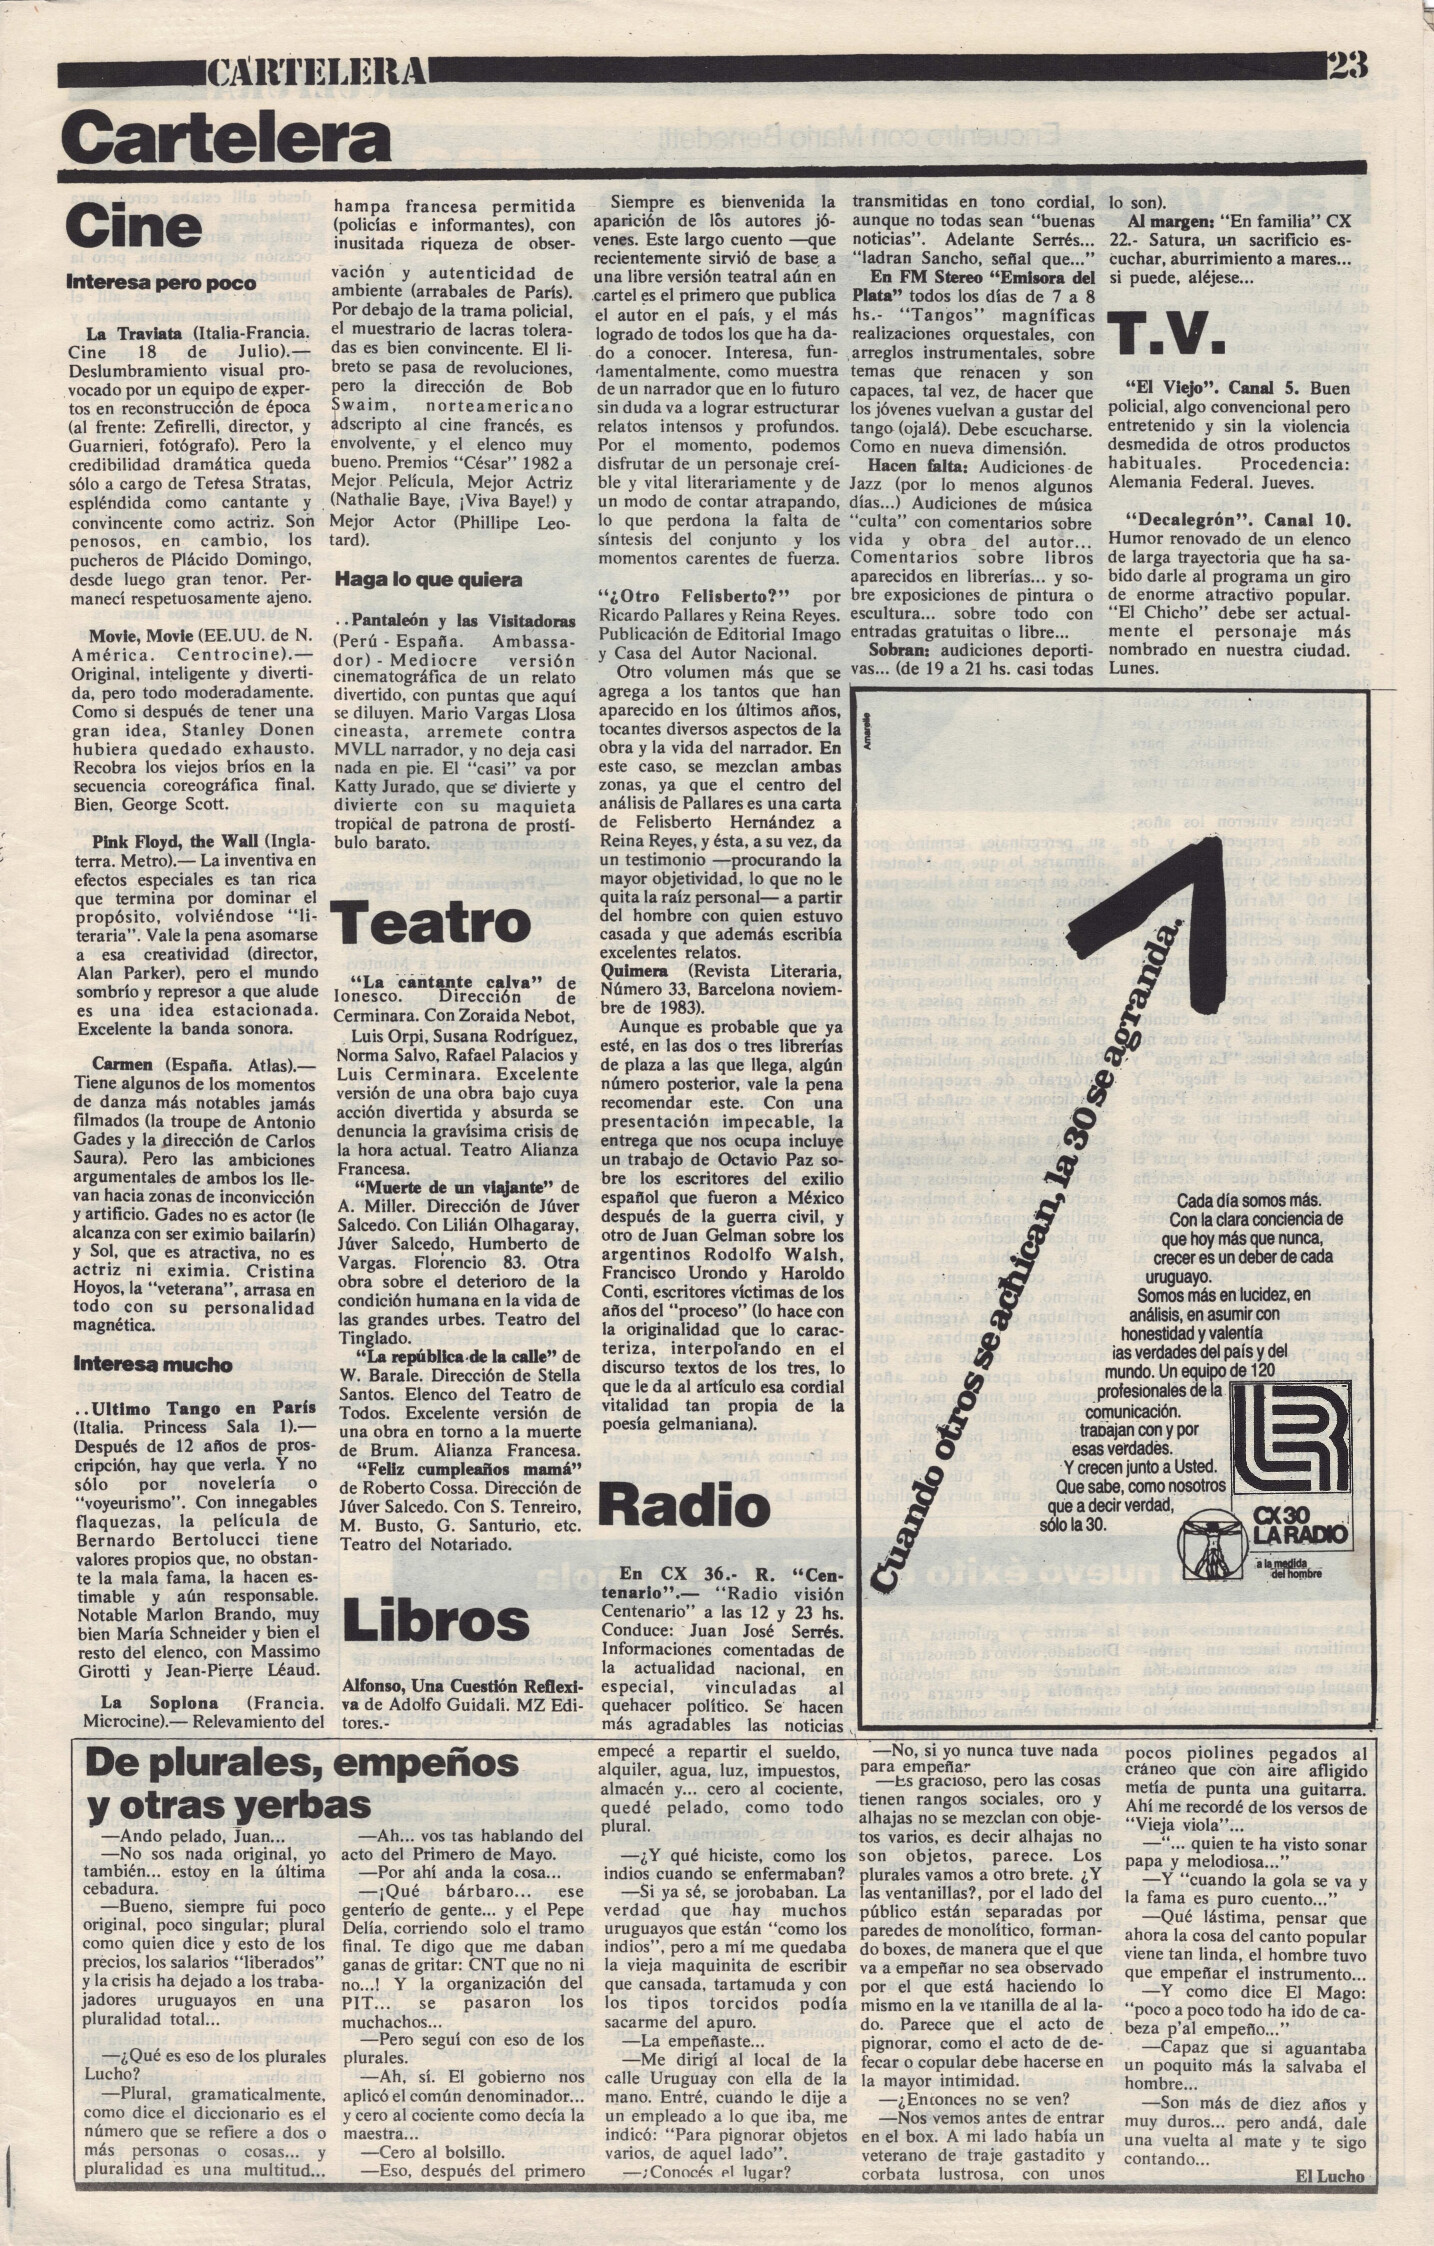 CARTELERA
23
Cartelera
Cine
Interesa pero poco
La Traviata (Italia-Francia.
Cine 18 de Julio).—
Deslumbramiento visual pro-
vocado por un equipo de exper-
tos en reconstrucción de época
(al frente: Zefirelli, director, y
Guarnieri, fotógrafo). Pero la
credibilidad dramática queda
sólo a cargo de Teresa Stratas,
espléndida como cantante y
convincente como actriz. Son
penosos, en cambio, los
pucheros de Plácido Domingo,
desde luego gran tenor. Per-
manecí respetuosamente ajeno.
Movie, Movie (EE.UU. de N.
América. Centrocine).—
Original, inteligente y diverti-
da, pero todo moderadamente.
Como si después de tener una
gran idea, Stanley Donen
hubiera quedado exhausto.
Recobra los viejos bríos en la
secuencia coreográfica final.
Bien, George Scott.
Pink Floyd, the Wall (Ingla-
terra. Metro).— La inventiva en
efectos especiales es tan rica
que termina por dominar el
propósito, volviéndose "li-
teraria". Vale la pena asomarse
a esa creatividad (director,
Alan Parker), pero el mundo
sombrío y represor a que alude
es una idea estacionada.
Excelente la banda sonora.
Carmen (España. Atlas).—
Tiene algunos de los momentos
de danza más notables jamás
filmados (la troupe de Antonio
Gades y la dirección de Carlos
Saura). Pero las ambiciones
argumentales de ambos los lle-
van hacia zonas de inconvicción
y artificio. Gades no es actor (le
alcanza con ser eximio bailarín)
y Sol, que es atractiva, no es
actriz ni eximia. Cristina
Hoyos, la "veterana", arrasa en
todo con su personalidad
magnética.
Interesa mucho
..Ultimo Tango en París
(Italia. Princess Sala 1).—
Después de 12 años de pros-
cripción, hay que verla. Y no
sólo por novelería o
"voyeurismo". Con innegables
flaquezas, la película de
Bernardo Bertolucci tiene
valores propios que, no obstan-
te la mala fama, la hacen es-
timable y aún responsable.
Notable Marlon Brando, muy
bien María Schneider y bien el
resto del elenco, con Massimo
Girotti y Jean-Pierre Léaud.
La Soplona (Francia.
Microcine).— Relevamiento del
hampa francesa permitida
(policías e informantes), con
inusitada riqueza de obser-
vación y autenticidad de
ambiente (arrabales de París).
Por debajo de la trama policial,
el muestrario de lacras tolera-
das es bien convincente. El li-
breto se pasa de revoluciones,
pero la dirección de Bob
Swaim, norteamericano
adscripto al cine francés, es
envolvente, y el elenco muy
bueno. Premios "César" 1982 a
Mejor Película, Mejor Actriz
(Nathalie Baye, ¡Viva Baye!) y
Mejor Actor (Phillipe Leo-
tard).
Haga lo que quiera
..Pantaleón y las Visitadoras
(Perú - España. Ambassa-
dor) - Mediocre versión
cinematográfica de un relato
divertido, con puntas que aquí
se diluyen. Mario Vargas Llosa
cineasta, arremete contra
MVLL narrador, y no deja casi
nada en pie. El "casi" va por
Katty Jurado, que se divierte y
divierte con su maquieta
tropical de patrona de prostí-
bulo barato.
Teatro
"La cantante calva" de
Ionesco. Dirección de
Cerminara. Con Zoraida Nebot,
Luis Orpi, Susana Rodríguez,
Norma Salvo, Rafael Palacios y
Luis Cerminara. Excelente
versión de una obra bajo cuya
acción divertida y absurda se
denuncia la gravísima crisis de
la hora actual. Teatro Alianza
Francesa.
"Muerte de un viajante" de
A. Miller. Dirección de Júver
Salcedo. Con Lilián Olhagaray,
Júver Salcedo, Humberto de
Vargas. Florencio 83. Otra
obra sobre el deterioro de la
condición humana en la vida de
las grandes urbes. Teatro del
Tinglado.
"La república de la calle" de
W. Barale. Dirección de Stella
Santos. Elenco del Teatro de
Todos. Excelente versión de
una obra en torno a la muerte
de Brum. Alianza Francesa.
"Feliz cumpleaños mamá"
de Roberto Cossa. Dirección de
Júver Salcedo. Con S. Tenreiro,
M. Busto, G. Santurio, etc.
Teatro del Notariado.
Libros
Alfonso, Una Cuestión Reflexi-
va de Adolfo Guidali. MZ Edi-
tores.-
Siempre es bienvenida la
aparición de lós autores jó-
venes. Este largo cuento —que
recientemente sirvió de base a
una libre versión teatral aún en
cartel es el primero que publica
el autor en el país, y el más
logrado de todos los que ha da-
do a conocer. Interesa, fun-
damentalmente, como muestra
de un narrador que en lo futuro
sin duda va a lograr estructurar
relatos intensos y profundos.
Por el momento, podemos
disfrutar de un personaje creí-
ble y vital literariamente y de
un modo de contar atrapando,
lo que perdona la falta de
síntesis del conjunto y los
momentos carentes de fuerza.
"¿Otro Felisberto?" por
Ricardo Pallares y Reina Reyes.
Publicación de Editorial Imago
y Casa del Autor Nacional.
Otro volumen más que se
agrega a los tantos que han
aparecido en los últimos años,
tocantes diversos aspectos de la
obra y la vida del narrador. En
este caso, se mezclan ambas
zonas, ya que el centro del
análisis de Pallares es una carta
de Felisberto Hernández a
Reina Reyes, y ésta, a su vez, da
un testimonio —procurando la
mayor objetividad, lo que no le
quita la raíz personal— a partir
del hombre con quien estuvo
casada y que además escribía
excelentes relatos.
Quimera (Revista Literaria,
Número 33, Barcelona noviem-
bre de 1983).
Aunque es probable que ya
esté, en las dos o tres librerías
de plaza a las que llega, algún
número posterior, vale la pena
recomendar este. Con una
presentación impecable, la
entrega que nos ocupa incluye
un trabajo de Octavio Paz so-
bre los escritores del exilio
español que fueron a México
después de la guerra civil, y
otro de Juan Gelman sobre los
argentinos Rodolfo Walsh,
Francisco Urondo y Haroldo
Conti, escritores víctimas de los
años del "proceso" (lo hace con
la originalidad que lo carac-
teriza, interpolando en el
discurso textos de los tres, lo
que le da al artículo esa cordial
vitalidad tan propia de la
poesía gelmaniana).
Radio
En CX 36.- R. "Cen-
tenario".— "Radio visión
Centenario" a las 12 y 23 hs.
Conduce: Juan José Serrés.
Informaciones comentadas de
la actualidad nacional, en
especial, vinculadas al
quehacer político. Se hacen
más agradables las noticias
transmitidas en tono cordial,
aunque no todas sean "buenas
noticias". Adelante Serrés...
"ladran Sancho, señal que..."
En FM Stereo "Emisora del
Plata" todos los días de 7 a 8
hs.- "Tangos" magníficas
realizaciones orquestales, con
arreglos instrumentales, sobre
temas que renacen y son
capaces, tal vez, de hacer que
los jóvenes vuelvan a gustar del
tango (ojalá). Debe escucharse.
Como en nueva dimensión.
Hacen falta: Audiciones de
Jazz (por lo menos algunos
días...) Audiciones de música
"culta" con comentarios sobre
vida y obra del autor...
Comentarios sobre libros
aparecidos en librerías... y so-
bre exposiciones de pintura o
escultura... sobre todo con
entradas gratuitas o libre...
Sobran: audiciones deporti-
vas... (de 19 a 21 hs. casi todas
lo son).
Al margen: "En familia" CX
22.- Satura, un sacrificio es-
cuchar, aburrimiento a mares...
si puede, aléjese...
T.V.
"El Viejo". Canal 5. Buen
policial, algo convencional pero
entretenido y sin la violencia
desmedida de otros productos
habituales. Procedencia:
Alemania Federal. Jueves.
"Decalegrón". Canal 10.
Humor renovado de un elenco
de larga trayectoria que ha sa-
bido darle al programa un giro
de enorme atractivo popular.
"El Chicho" debe ser actual-
mente el personaje más
nombrado en nuestra ciudad.
Lunes.
Amarelle
Cuando otros se achican, la 30 se agranda.
Cada día somos más.
Con la clara conciencia de
que hoy más que nunca,
crecer es un deber de cada
uruguayo.
Somos más en lucidez, en
análisis, en asumir con
honestidad y valentía
las verdades del país y del
mundo. Un equipo de 120
profesionales de la
comunicación.
trabajan con y por
esas verdades.
Y crecen junto a Usted.
Que sabe, como nosotros
que a decir verdad,
sólo la 30.
CX30
LA RADIO
a la medida
del hombre
De plurales, empeños
y otras yerbas
—Ando pelado, Juan...
—No sos nada original, yo
también... estoy en la última
cebadura.
—Bueno, siempre fui poco
original, poco singular; plural
como quien dice y esto de los
precios, los salarios "liberados"
y la crisis ha dejado a los traba-
jadores uruguayos en una
pluralidad total...
—¿Qué es eso de los plurales
Lucho?
—Plural, gramaticalmente,
como dice el diccionario es el
número que se refiere a dos o
más personas o cosas... y
pluralidad es una multitud...
—Ah... vos tas hablando del
acto del Primero de Mayo.
—Por ahí anda la cosa...
—¡Qué bárbaro... ese
genterío de gente... y el Pepe
Delía, corriendo solo el tramo
final. Te digo que me daban
ganas de gritar: CNT que no ni
no...! Y la organización del
PIT... se pasaron los
muchachos...
—Pero seguí con eso de los
plurales.
—Ah, sí. El gobierno nos
aplicó el común denominador...
y cero al cociente como decía la
maestra...
—Cero al bolsillo.
—Eso, después del primero
empecé a repartir el sueldo,
alquiler, agua, luz, impuestos,
almacén y... cero al cociente,
quedé pelado, como todo
plural.
—¿Y qué hiciste, como los
indios cuando se enfermaban?
—Si ya sé, se jorobaban. La
verdad que hay muchos
uruguayos que están "como los
indios", pero a mí me quedaba
la vieja maquinita de escribir
que cansada, tartamuda y con
los tipos torcidos podía
sacarme del apuro.
—La empeñaste...
—Me dirigí al local de la
calle Uruguay con ella de la
mano. Entré, cuando le dije a
un empleado a lo que iba, me
indicó: "Para pignorar objetos
varios, de aquel lado".
—¿Conocés el lugar?
—No, si yo nunca tuve nada
para empeñar
—Es gracioso, pero las cosas
tienen rangos sociales, oro y
alhajas no se mezclan con obje-
tos varios, es decir alhajas no
son objetos, parece. Los
plurales vamos a otro brete. ¿Y
las ventanillas?, por el lado del
público están separadas por
paredes de monolítico, forman-
do boxes, de manera que el que
va a empeñar no sea observado
por el que está haciendo lo
mismo en la ventanilla de al la-
do. Parece que el acto de
pignorar, como el acto de de-
fecar o copular debe hacerse en
la mayor intimidad.
—¿Entonces no se ven?
—Nos vemos antes de entrar
en el box. A mi lado había un
veterano de traje gastadito y
corbata lustrosa, con unos
pocos piolines pegados al
cráneo que con aire afligido
metía de punta una guitarra.
Ahí me recordé de los versos de
"Vieja viola"...
—"... quien te ha visto sonar
papa y melodiosa..."
—Y "cuando la gola se va y
la fama es puro cuento..."
—Qué lástima, pensar que
ahora la cosa del canto popular
viene tan linda, el hombre tuvo
que empeñar el instrumento...
—Y como dice El Mago:
"poco a poco todo ha ido de ca-
beza p'al empeño..."
—Capaz que si aguantaba
un poquito más la salvaba el
hombre...
—Son más de diez años y
muy duros... pero andá, dale
una vuelta al mate y te sigo
contando...
El Lucho